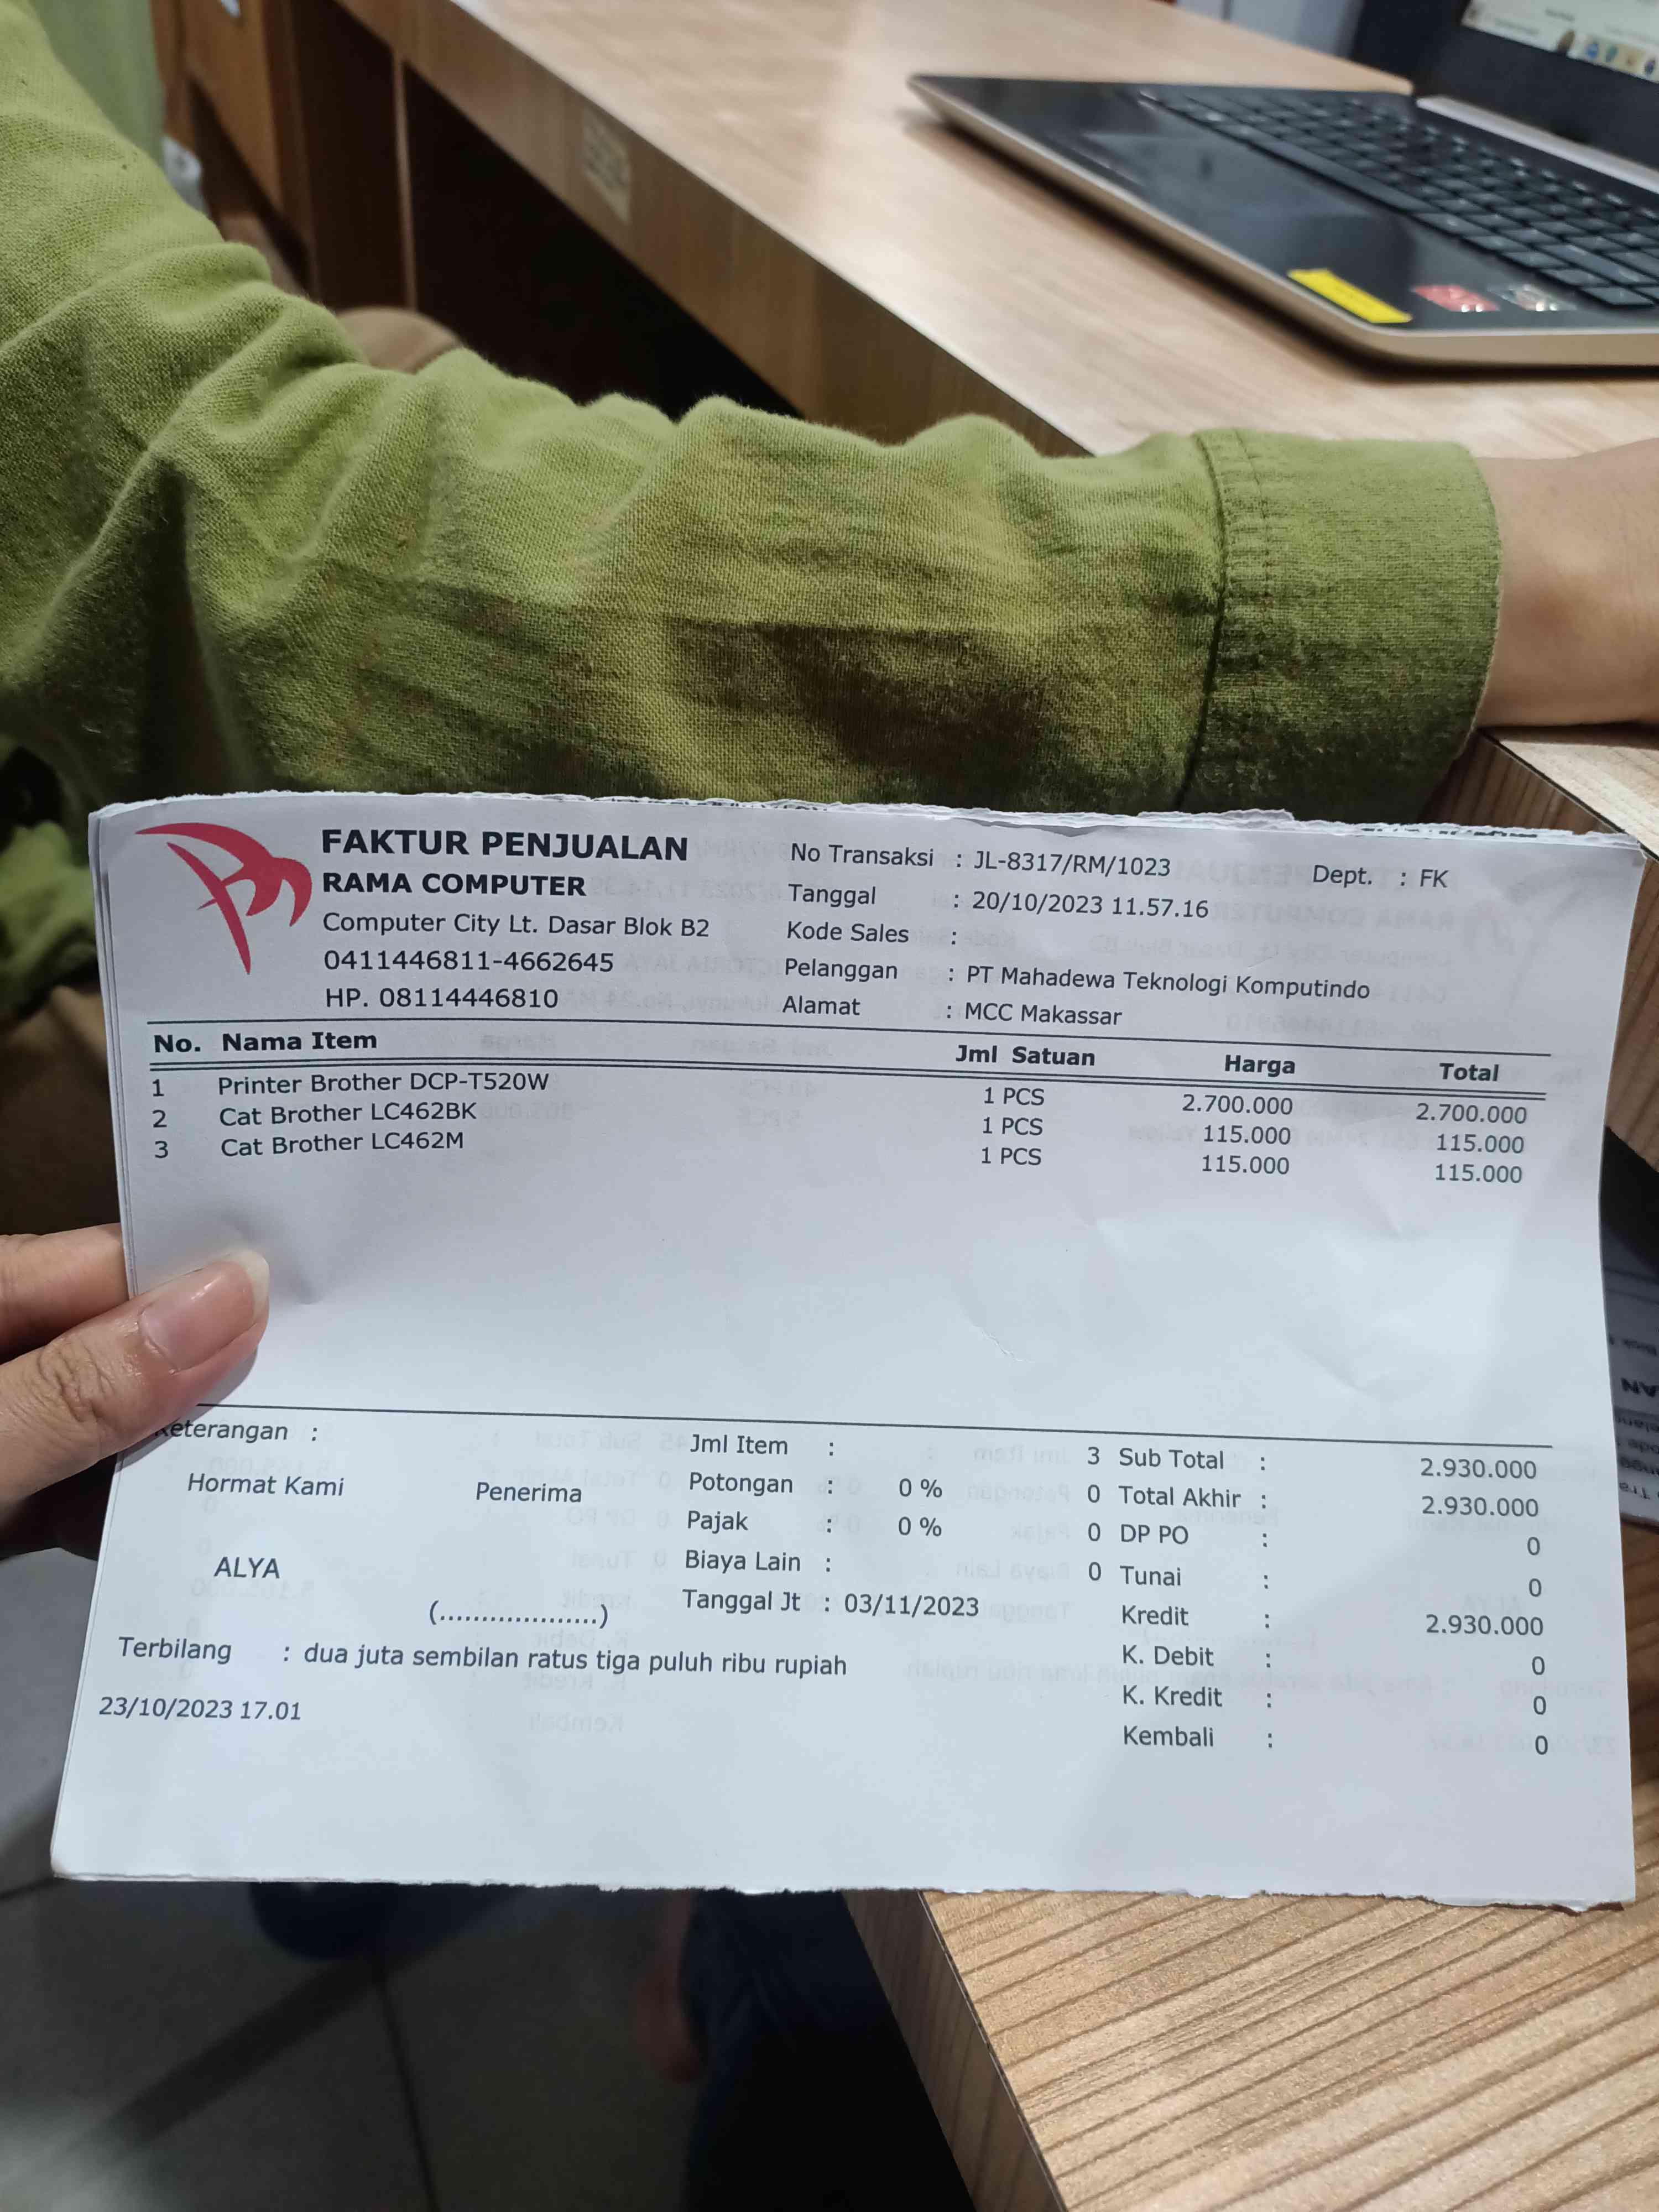 FAKTUR PENJUALAN
RAMA COMPUTER
Computer City Lt. Dasar Blok B2
0411446811-4662645
HP. 08114446810
No Transaksi : JL-8317/RM/1023
Tanggal : 20/10/2023 11.57.16
Kode Sales :
Pelanggan : PT Mahadewa Teknologi Komputindo
Alamat : MCC Makassar
Dept. : FK
No. Nama Item Jml Satuan Harga Total
1 Printer Brother DCP-T520W 1 PCS 2.700.000 2.700.000
2 Cat Brother LC462BK 1 PCS 115.000 115.000
3 Cat Brother LC462M 1 PCS 115.000 115.000
Keterangan :
Hormat Kami Penerima
ALYA
(...................)
Jml Item : 3
Potongan : 0 % 0
Pajak : 0 % 0
Biaya Lain : 0
Tanggal Jt : 03/11/2023
Sub Total : 2.930.000
Total Akhir : 2.930.000
DP PO : 0
Tunai : 0
Kredit : 2.930.000
K. Debit : 0
K. Kredit : 0
Kembali : 0
Terbilang : dua juta sembilan ratus tiga puluh ribu rupiah
23/10/2023 17.01